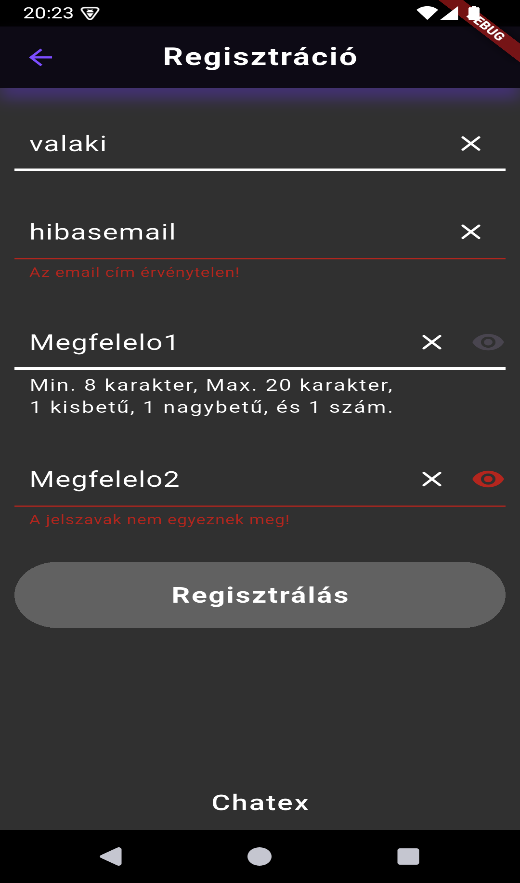 20:23
DEBUG
Regisztráció
valaki
hibasemail
Az email cím érvénytelen!
Megfelelo1
Min. 8 karakter, Max. 20 karakter,
1 kisbetű, 1 nagybetű, és 1 szám.
Megfelelo2
A jelszavak nem egyeznek meg!
Regisztrálás
Chatex